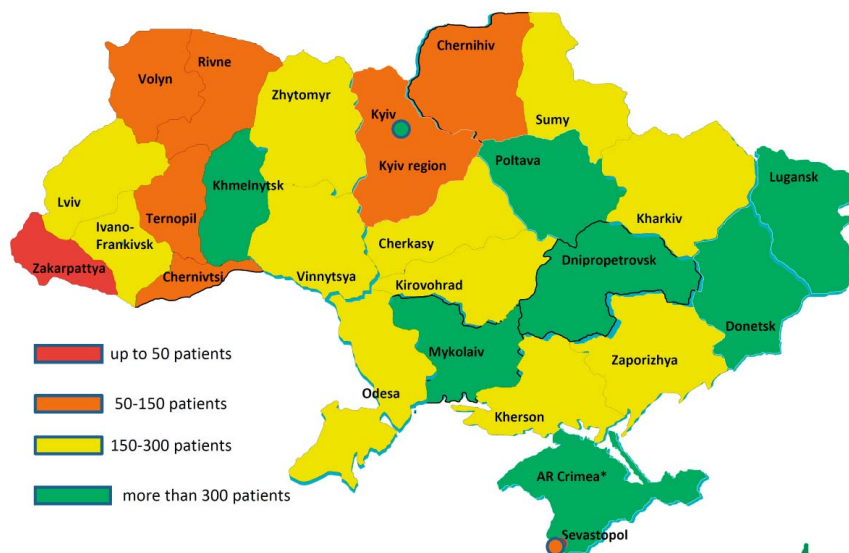 Chernihiv
Rivne
Volyn
Zhytomyr
Kyiv
Sumy
Poltava
Kyiv region
Lugansk
Khmelnytsk
Lviv
Ternopil
Ivano-
Frankivsk
Kharkiv
Cherkasy
Zakarpattya
Chernivtsi
Vinnytsya
Dnipropetrovsk
Kirovohrad
Donetsk
up to 50 patients
Mykolaiv
Zaporizhya
Odesa
50-150 patients
Kherson
150-300 patients
AR Crimea*
more than 300 patients
Sevastopol